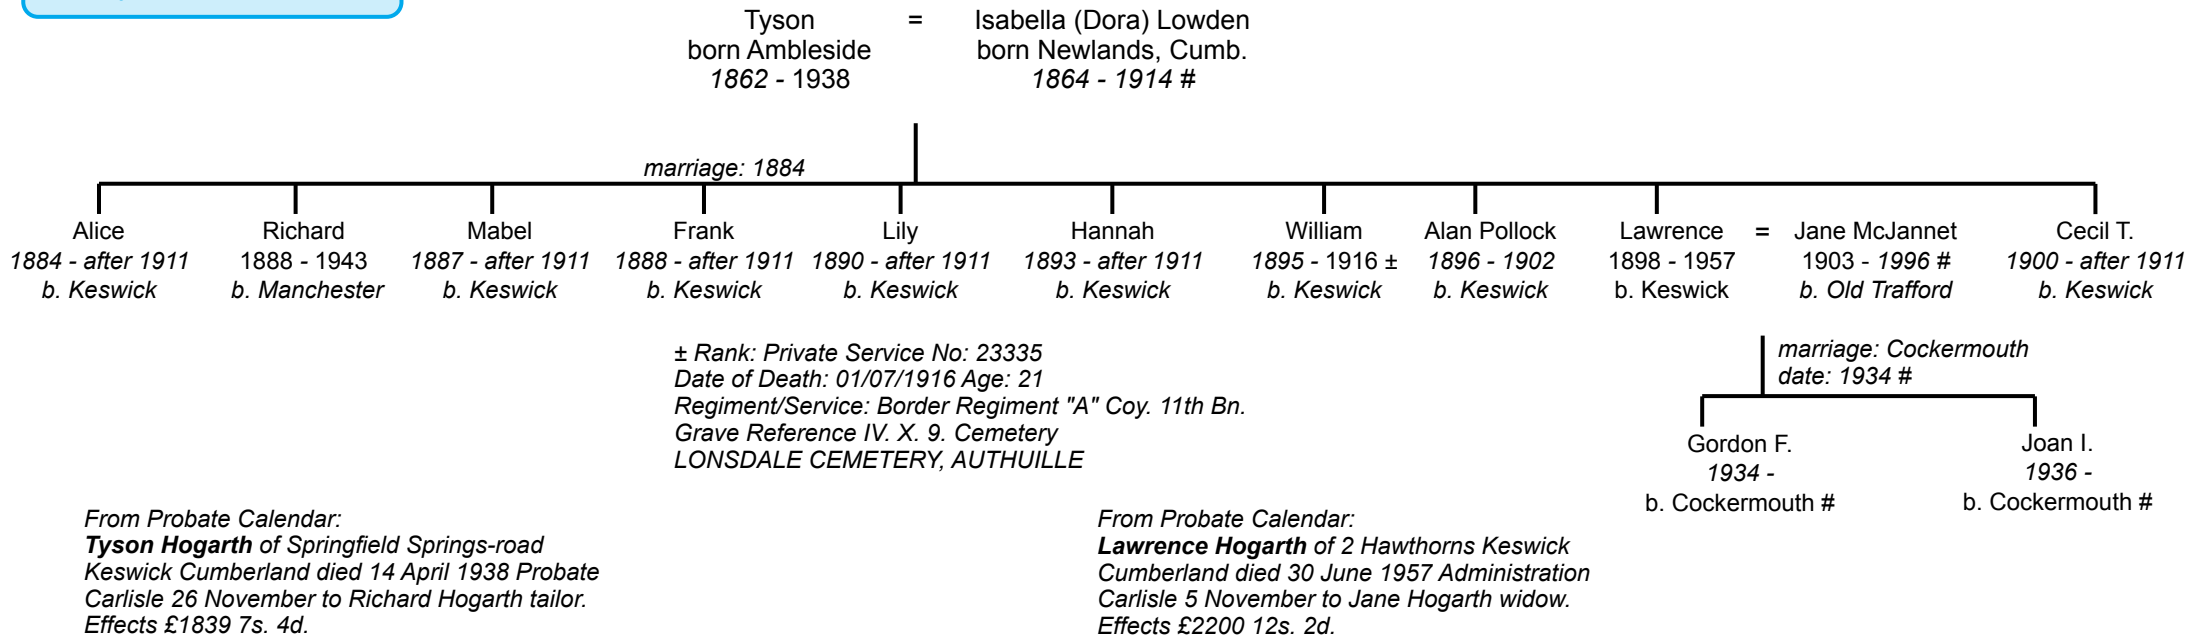 Tyson = Isabella (Dora) Lowden
born Ambleside born Newlands, Cumb.
1862 - 1938 1864 - 1914 #
marriage: 1884
Alice Richard Mabel Frank Lily Hannah William Alan Pollock Lawrence = Jane McJannet Cecil T.
1884 - after 1911 1888 - 1943 1887 - after 1911 1888 - after 1911 1890 - after 1911 1893 - after 1911 1895 - 1916 ± 1896 - 1902 1898 - 1957 1903 - 1996 # 1900 - after 1911
b. Keswick b. Manchester b. Keswick b. Keswick b. Keswick b. Keswick b. Keswick b. Keswick b. Keswick b. Old Trafford b. Keswick
± Rank: Private Service No: 23335
Date of Death: 01/07/1916 Age: 21
Regiment/Service: Border Regiment "A" Coy. 11th Bn.
Grave Reference IV. X. 9. Cemetery
LONSDALE CEMETERY, AUTHUILLE
marriage: Cockermouth
date: 1934 #
Gordon F. Joan I.
1934 - 1936 -
b. Cockermouth # b. Cockermouth #
From Probate Calendar:
Tyson Hogarth of Springfield Springs-road
Keswick Cumberland died 14 April 1938 Probate
Carlisle 26 November to Richard Hogarth tailor.
Effects £1839 7s. 4d.
From Probate Calendar:
Lawrence Hogarth of 2 Hawthorns Keswick
Cumberland died 30 June 1957 Administration
Carlisle 5 November to Jane Hogarth widow.
Effects £2200 12s. 2d.